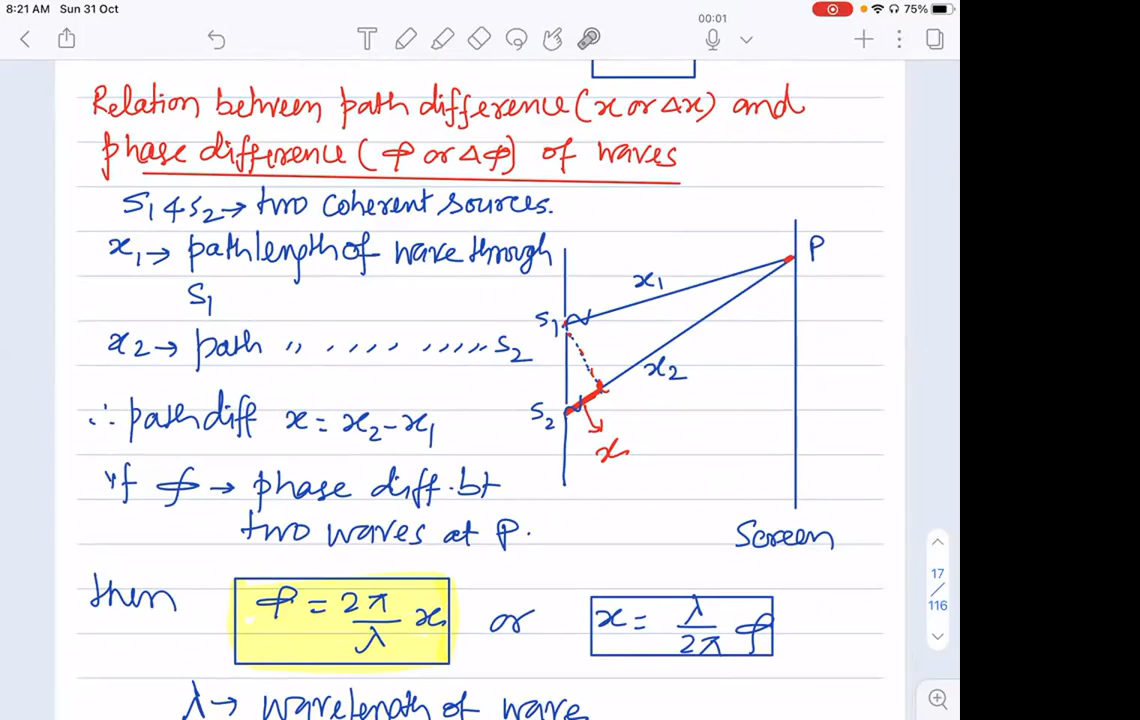 8:21 AM Sun 31 Oct
75%
00:01
Relation between path difference (x or Δx) and
phase difference (φ or Δφ) of waves
S1 & S2 → two coherent sources.
x1 → path length of wave through
S1
x2 → path ,, ,,,, ,,,,,, S2
∴ path diff x = x2 - x1
If φ → phase diff. bt
two waves at P.
then φ = 2π/λ x or x = λ/2π φ
λ → wavelength of wave
P
x1
S1
x2
S2
x
Screen
17
/
116